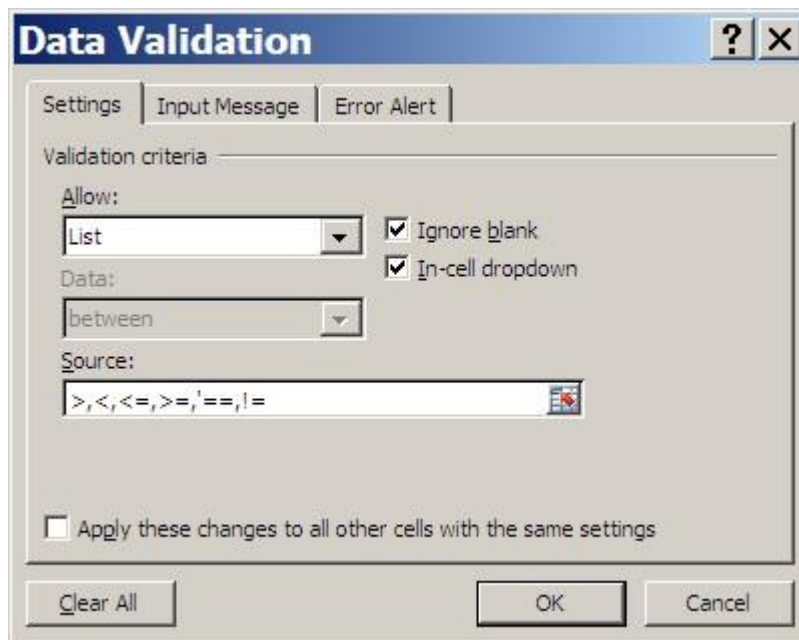 Data Validation
Settings Input Message Error Alert
Validation criteria
Allow:
List
Ignore blank
In-cell dropdown
Data:
between
Source:
>,<,<=,>=,'==,!=
Apply these changes to all other cells with the same settings
Clear All OK Cancel